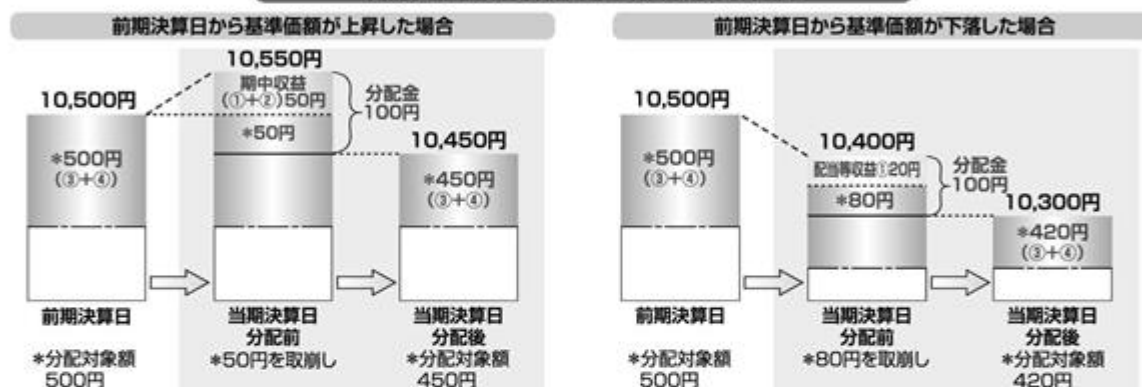 前期決算日から基準価額が上昇した場合
10,550円
期中収益
(①+②)50円
10,500円
分配金
100円
*50円
10,450円
*500円
(③+④)
*450円
(③+④)
前期決算日
当期決算日
分配前
当期決算日
分配後
*分配対象額
500円
*50円を取崩し
*分配対象額
450円
前期決算日から基準価額が下落した場合
10,500円
10,400円
*500円
(③+④)
配当等収益①20円
分配金
100円
*80円
10,300円
*420円
(③+④)
前期決算日
当期決算日
分配前
当期決算日
分配後
*分配対象額
500円
*80円を取崩し
*分配対象額
420円